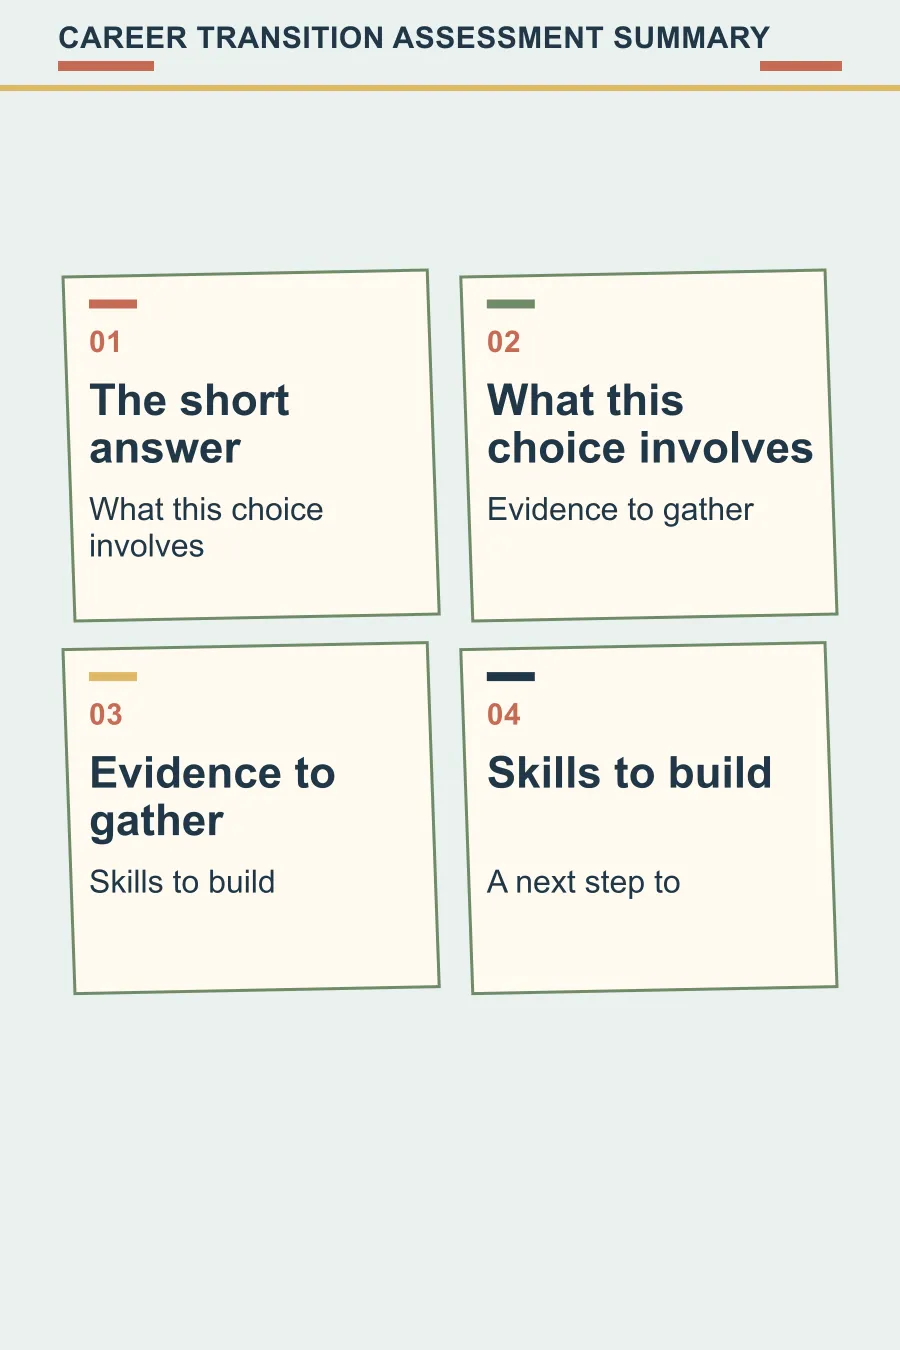 CAREER TRANSITION ASSESSMENT SUMMARY
01
The short
answer
What this choice
involves
02
What this
choice involves
Evidence to gather
03
Evidence to
gather
Skills to build
04
Skills to build
A next step to